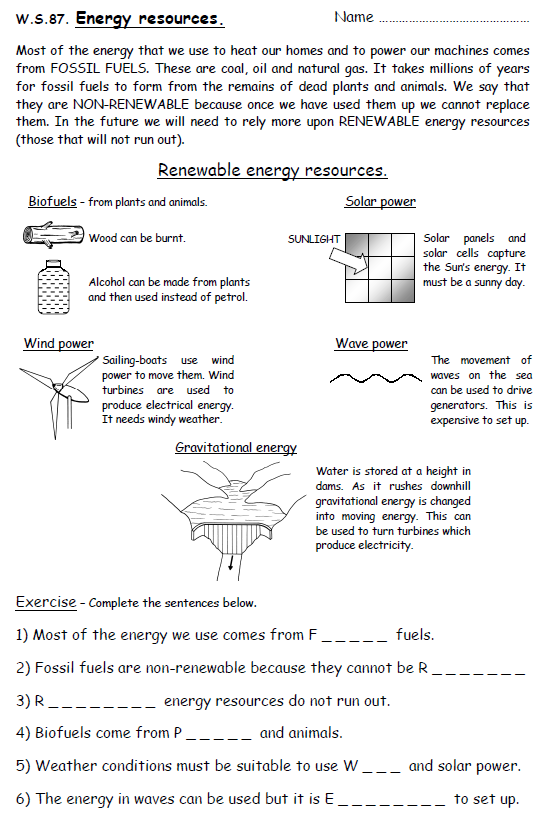 W.S.87. Energy resources. Name ...........................................
Most of the energy that we use to heat our homes and to power our machines comes
from FOSSIL FUELS. These are coal, oil and natural gas. It takes millions of years
for fossil fuels to form from the remains of dead plants and animals. We say that
they are NON-RENEWABLE because once we have used them up we cannot replace
them. In the future we will need to rely more upon RENEWABLE energy resources
(those that will not run out).
Renewable energy resources.
Biofuels – from plants and animals.
Wood can be burnt.
Alcohol can be made from plants
and then used instead of petrol.
Solar power
SUNLIGHT
Solar panels and
solar cells capture
the Sun's energy. It
must be a sunny day.
Wind power
Sailing-boats use wind
power to move them. Wind
turbines are used to
produce electrical energy.
It needs windy weather.
Wave power
The movement of
waves on the sea
can be used to drive
generators. This is
expensive to set up.
Gravitational energy
Water is stored at a height in
dams. As it rushes downhill
gravitational energy is changed
into moving energy. This can
be used to turn turbines which
produce electricity.
Exercise – Complete the sentences below.
1) Most of the energy we use comes from F _ _ _ _ _ fuels.
2) Fossil fuels are non-renewable because they cannot be R _ _ _ _ _ _ _
3) R _ _ _ _ _ _ _ _ energy resources do not run out.
4) Biofuels come from P _ _ _ _ _ and animals.
5) Weather conditions must be suitable to use W _ _ _ and solar power.
6) The energy in waves can be used but it is E _ _ _ _ _ _ _ _ to set up.